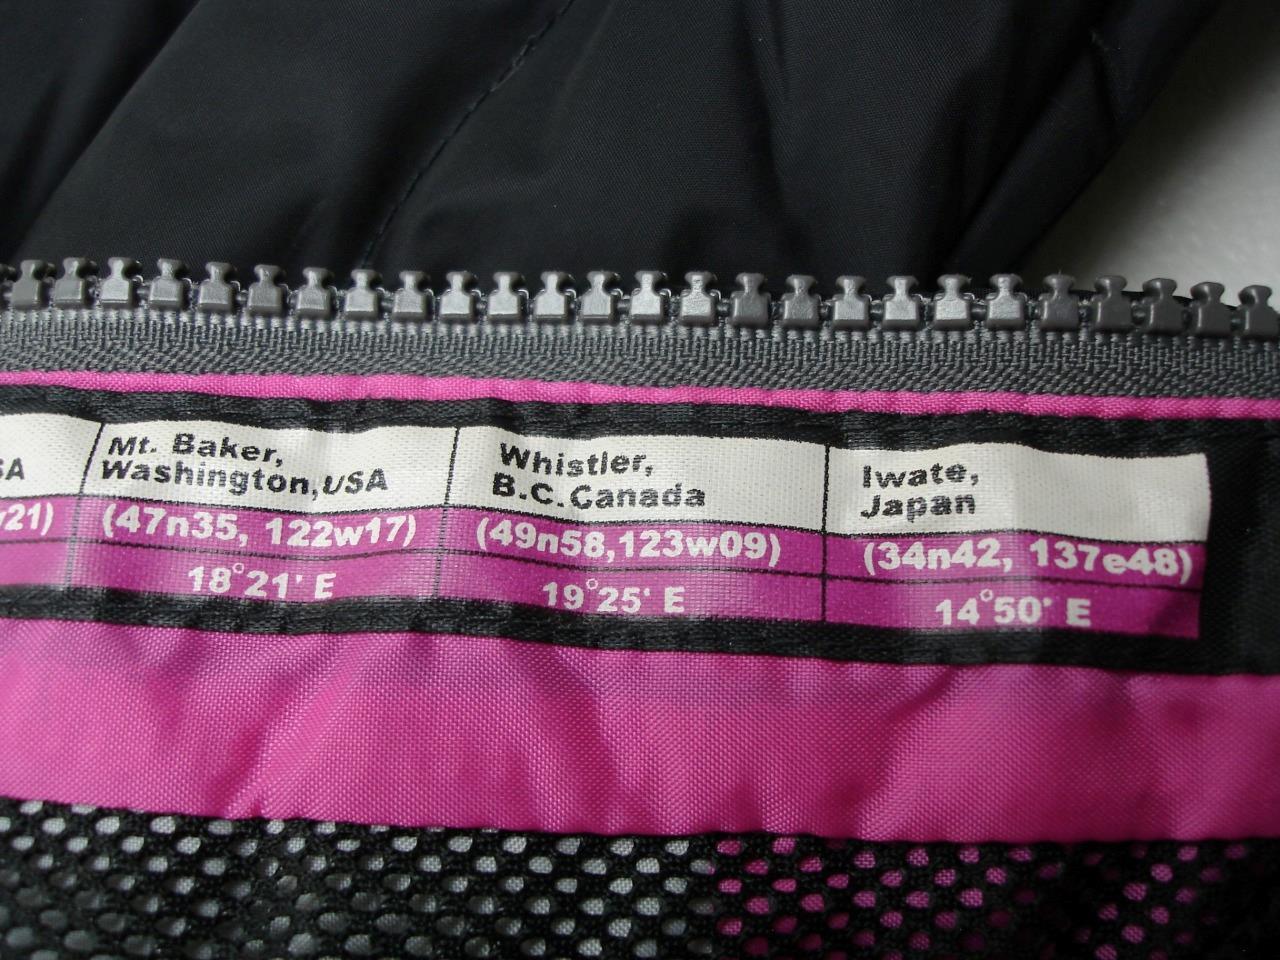 SA
21)
Mt. Baker,
Washington,USA
(47n35, 122w17)
18°21' E
Whistler,
B.C.Canada
(49n58,123w09)
19°25' E
Iwate,
Japan
(34n42, 137e48)
14°50' E